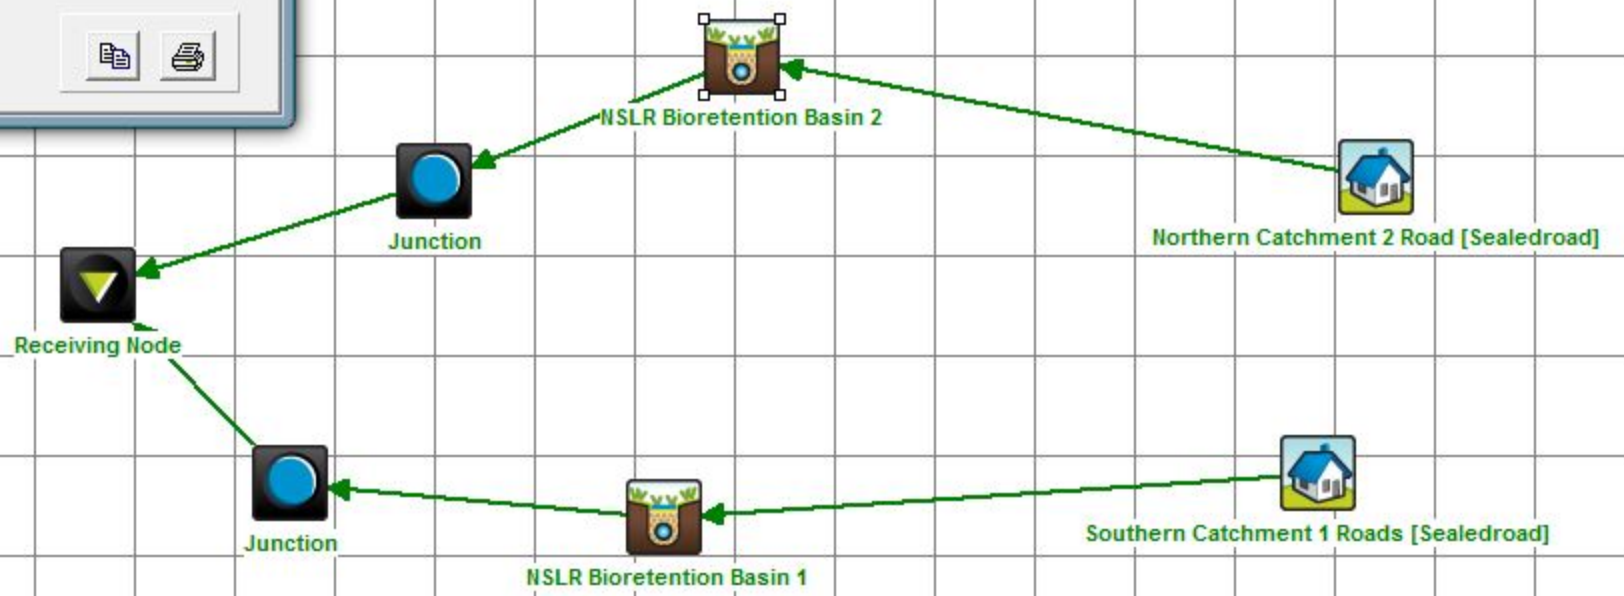 NSLR Bioretention Basin 2
Northern Catchment 2 Road [Sealedroad]
Junction
Receiving Node
Southern Catchment 1 Roads [Sealedroad]
Junction
NSLR Bioretention Basin 1